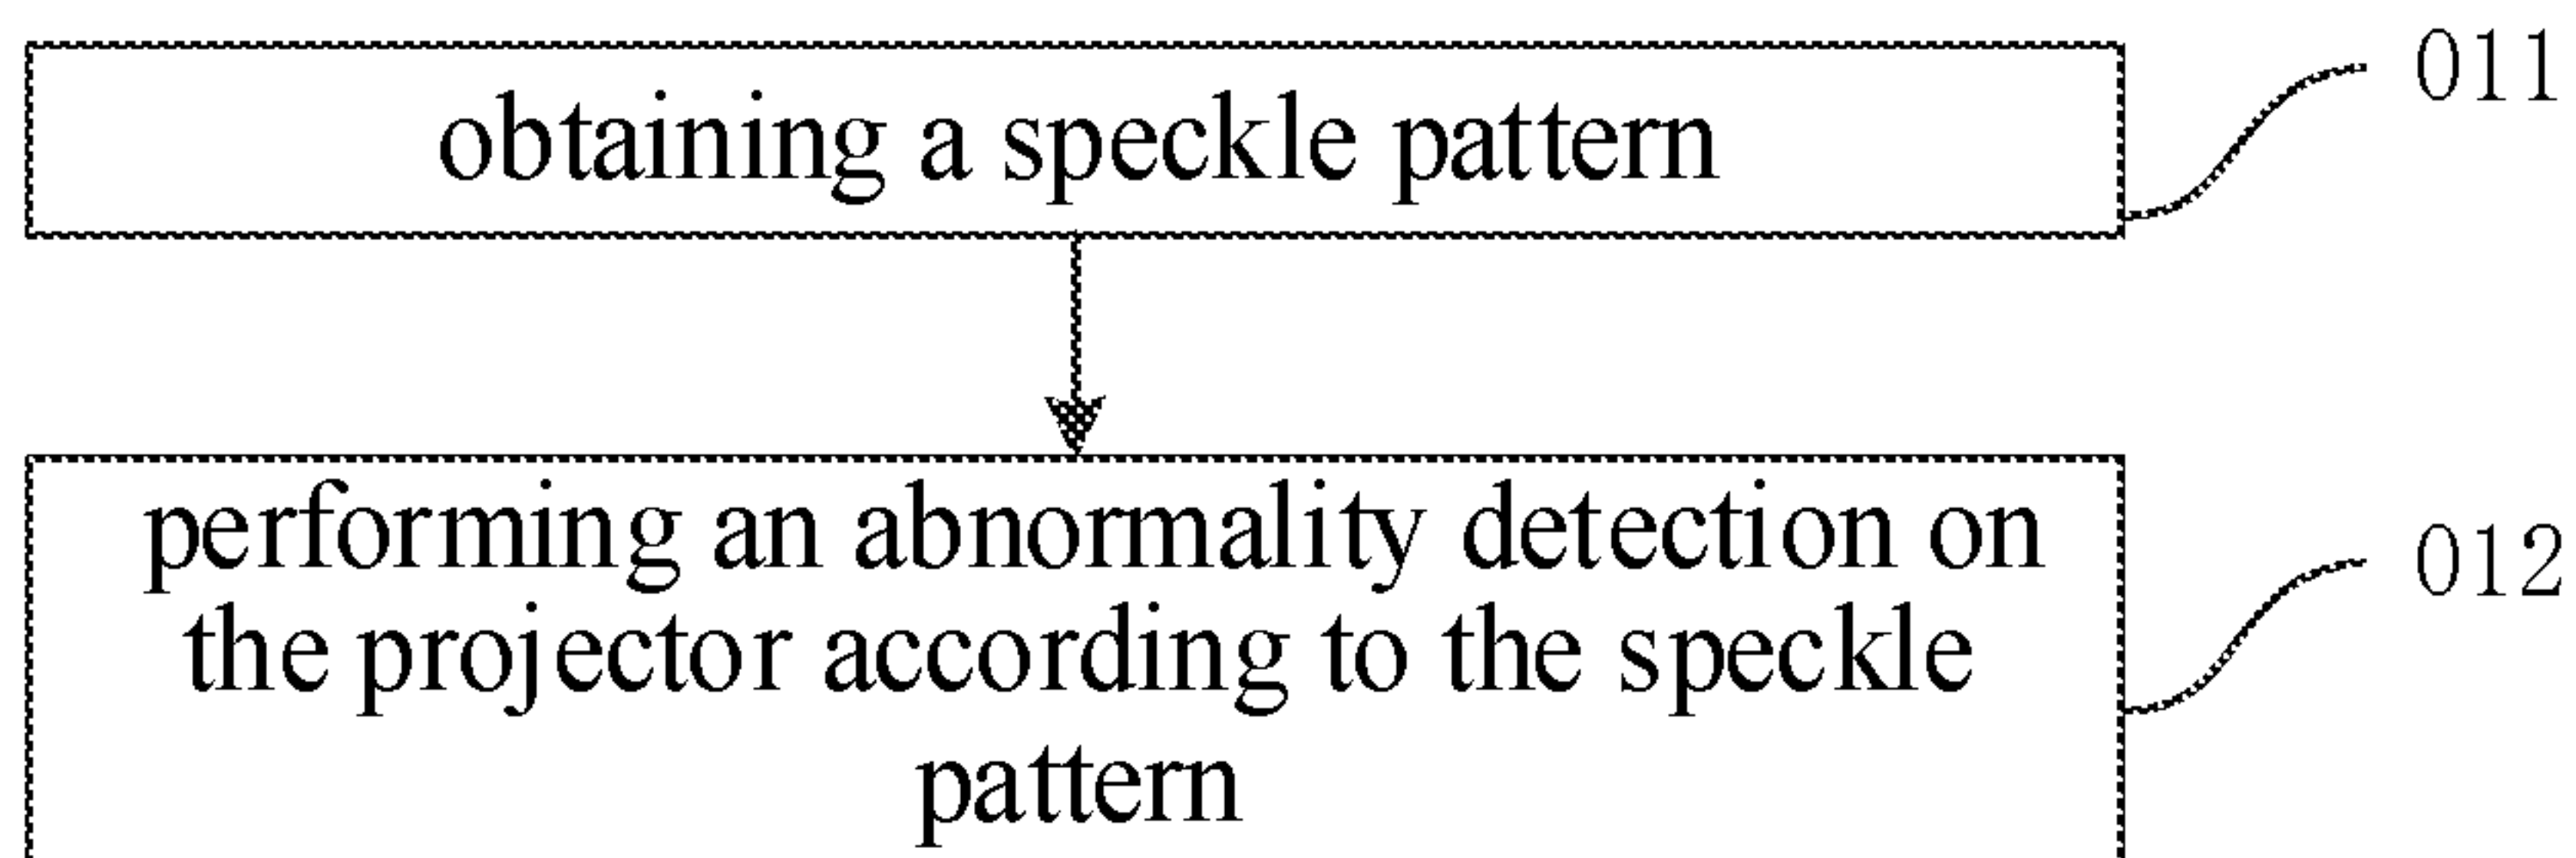 obtaining a speckle pattern
011
performing an abnormality detection on
the projector according to the speckle
pattern
012